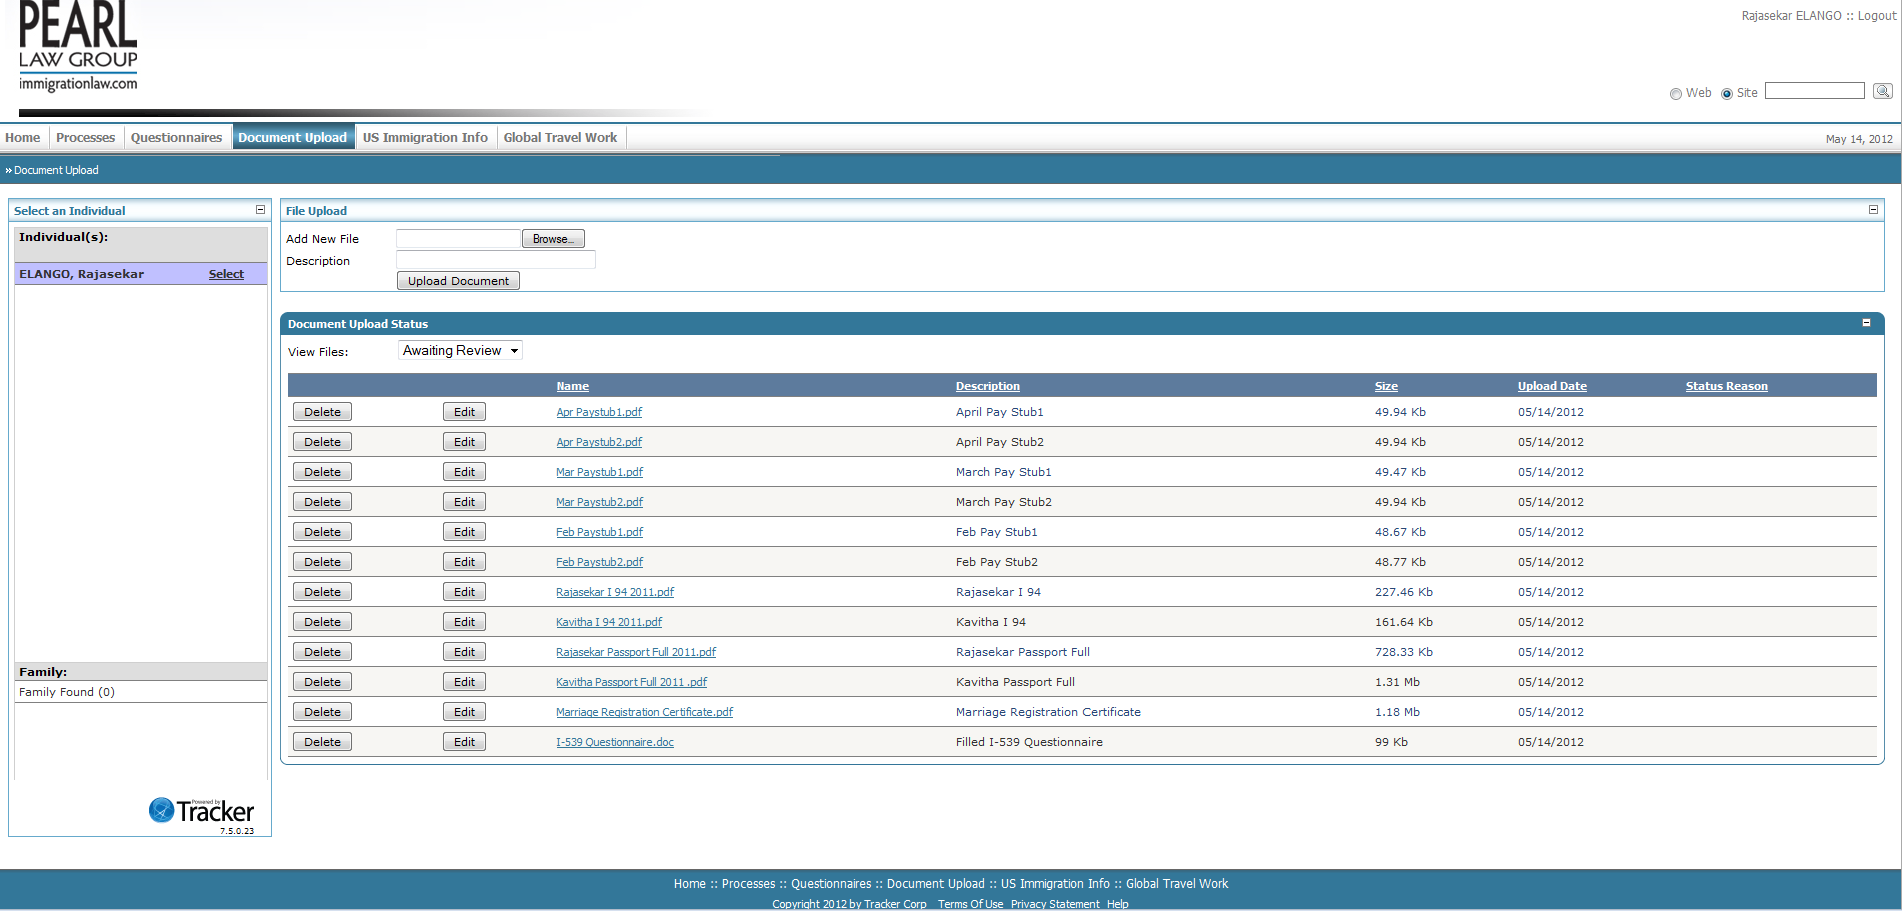 PEARL
LAW GROUP
immigrationlaw.com
Rajasekar ELANGO :: Logout
Web Site
Home Processes Questionnaires Document Upload US Immigration Info Global Travel Work
May 14, 2012
» Document Upload
Select an Individual
Individual(s):
ELANGO, Rajasekar Select
Family:
Family Found (0)
Powered by
Tracker
7.5.0.23
File Upload
Add New File Browse...
Description
Upload Document
Document Upload Status
View Files: Awaiting Review
Name Description Size Upload Date Status Reason
Delete Edit Apr Paystub1.pdf April Pay Stub1 49.94 Kb 05/14/2012
Delete Edit Apr Paystub2.pdf April Pay Stub2 49.94 Kb 05/14/2012
Delete Edit Mar Paystub1.pdf March Pay Stub1 49.47 Kb 05/14/2012
Delete Edit Mar Paystub2.pdf March Pay Stub2 49.94 Kb 05/14/2012
Delete Edit Feb Paystub1.pdf Feb Pay Stub1 48.67 Kb 05/14/2012
Delete Edit Feb Paystub2.pdf Feb Pay Stub2 48.77 Kb 05/14/2012
Delete Edit Rajasekar I 94 2011.pdf Rajasekar I 94 227.46 Kb 05/14/2012
Delete Edit Kavitha I 94 2011.pdf Kavitha I 94 161.64 Kb 05/14/2012
Delete Edit Rajasekar Passport Full 2011.pdf Rajasekar Passport Full 728.33 Kb 05/14/2012
Delete Edit Kavitha Passport Full 2011 .pdf Kavitha Passport Full 1.31 Mb 05/14/2012
Delete Edit Marriage Registration Certificate.pdf Marriage Registration Certificate 1.18 Mb 05/14/2012
Delete Edit I-539 Questionnaire.doc Filled I-539 Questionnaire 99 Kb 05/14/2012
Home :: Processes :: Questionnaires :: Document Upload :: US Immigration Info :: Global Travel Work
Copyright 2012 by Tracker Corp Terms Of Use Privacy Statement Help